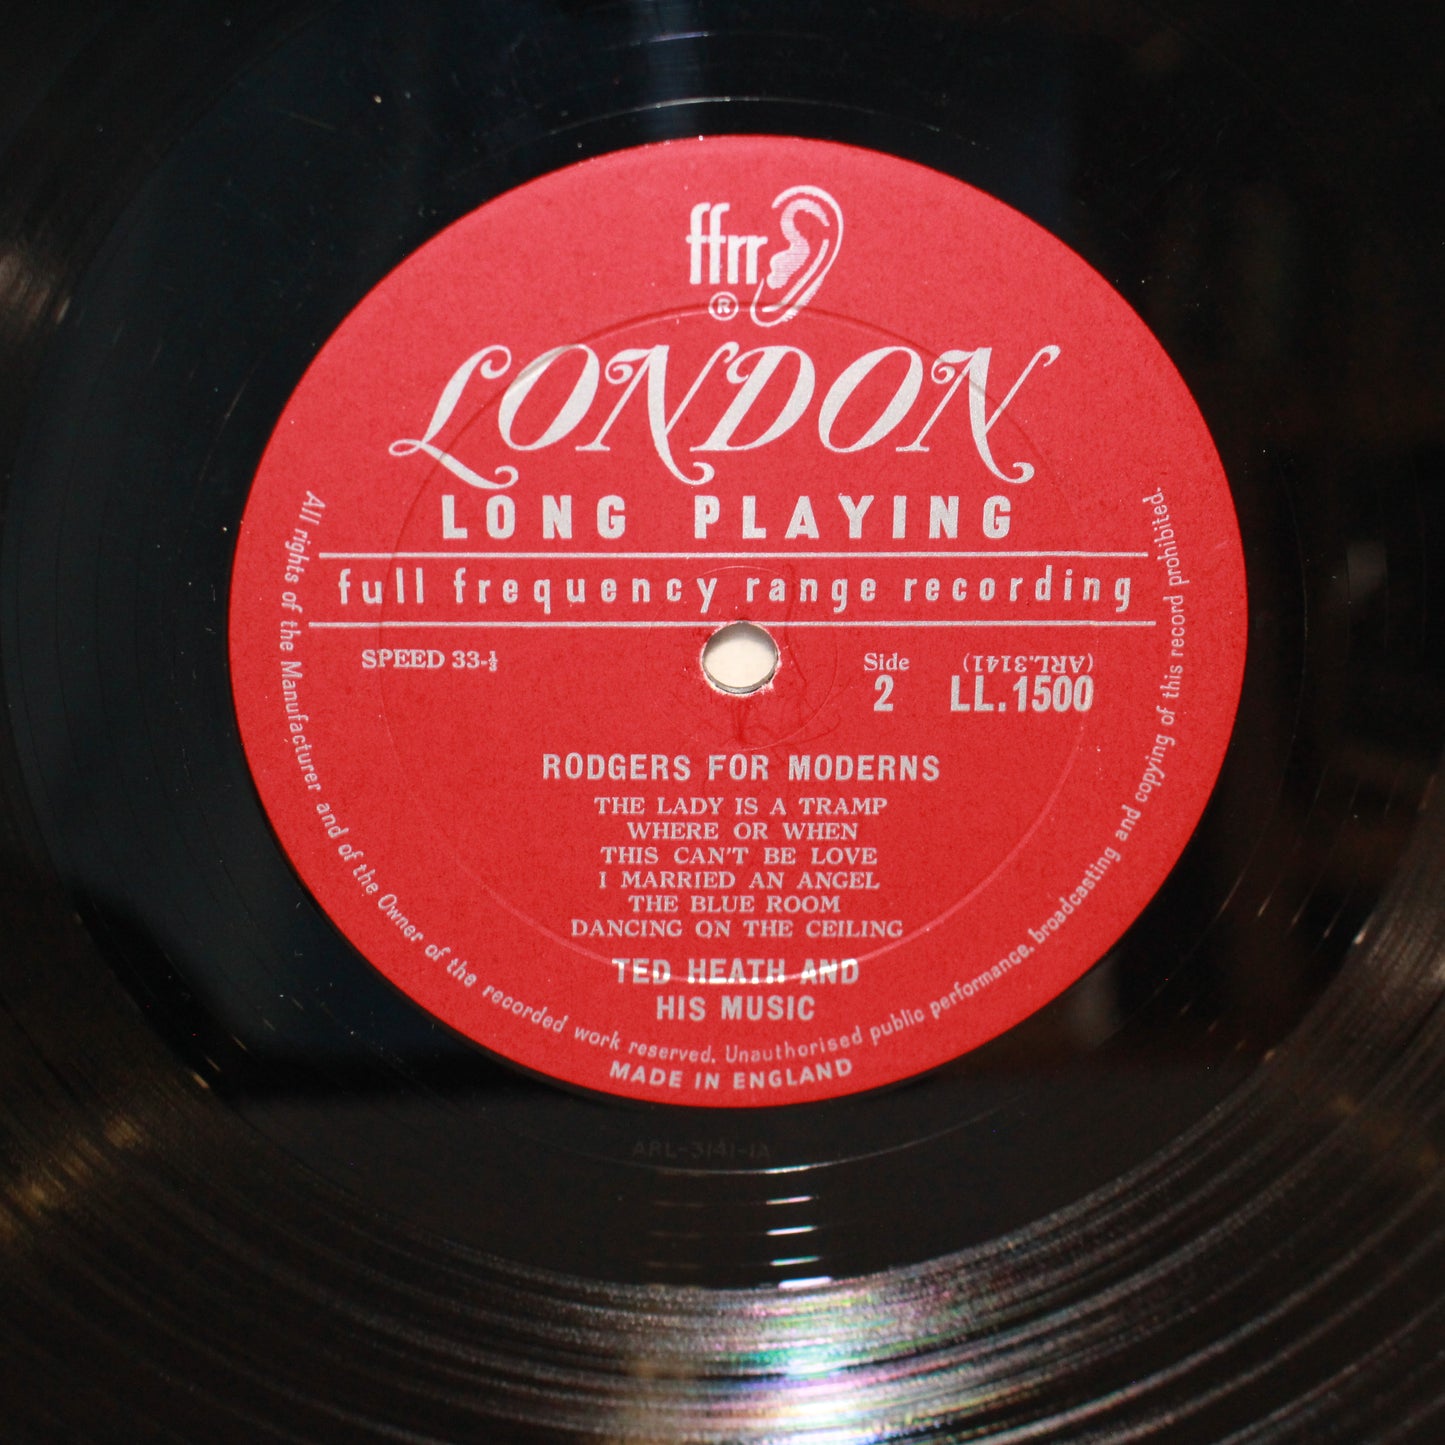 ffrr
®
LONDON
LONG PLAYING
full frequency range recording
SPEED 33-⅓
Side
2
(ARL.3141)
LL.1500
RODGERS FOR MODERNS
THE LADY IS A TRAMP
WHERE OR WHEN
THIS CAN'T BE LOVE
I MARRIED AN ANGEL
THE BLUE ROOM
DANCING ON THE CEILING
TED HEATH AND
HIS MUSIC
All rights of the Manufacturer and of the Owner of the recorded work reserved. Unauthorised public performance, broadcasting and copying of this record prohibited.
MADE IN ENGLAND
ARL-3141-1A